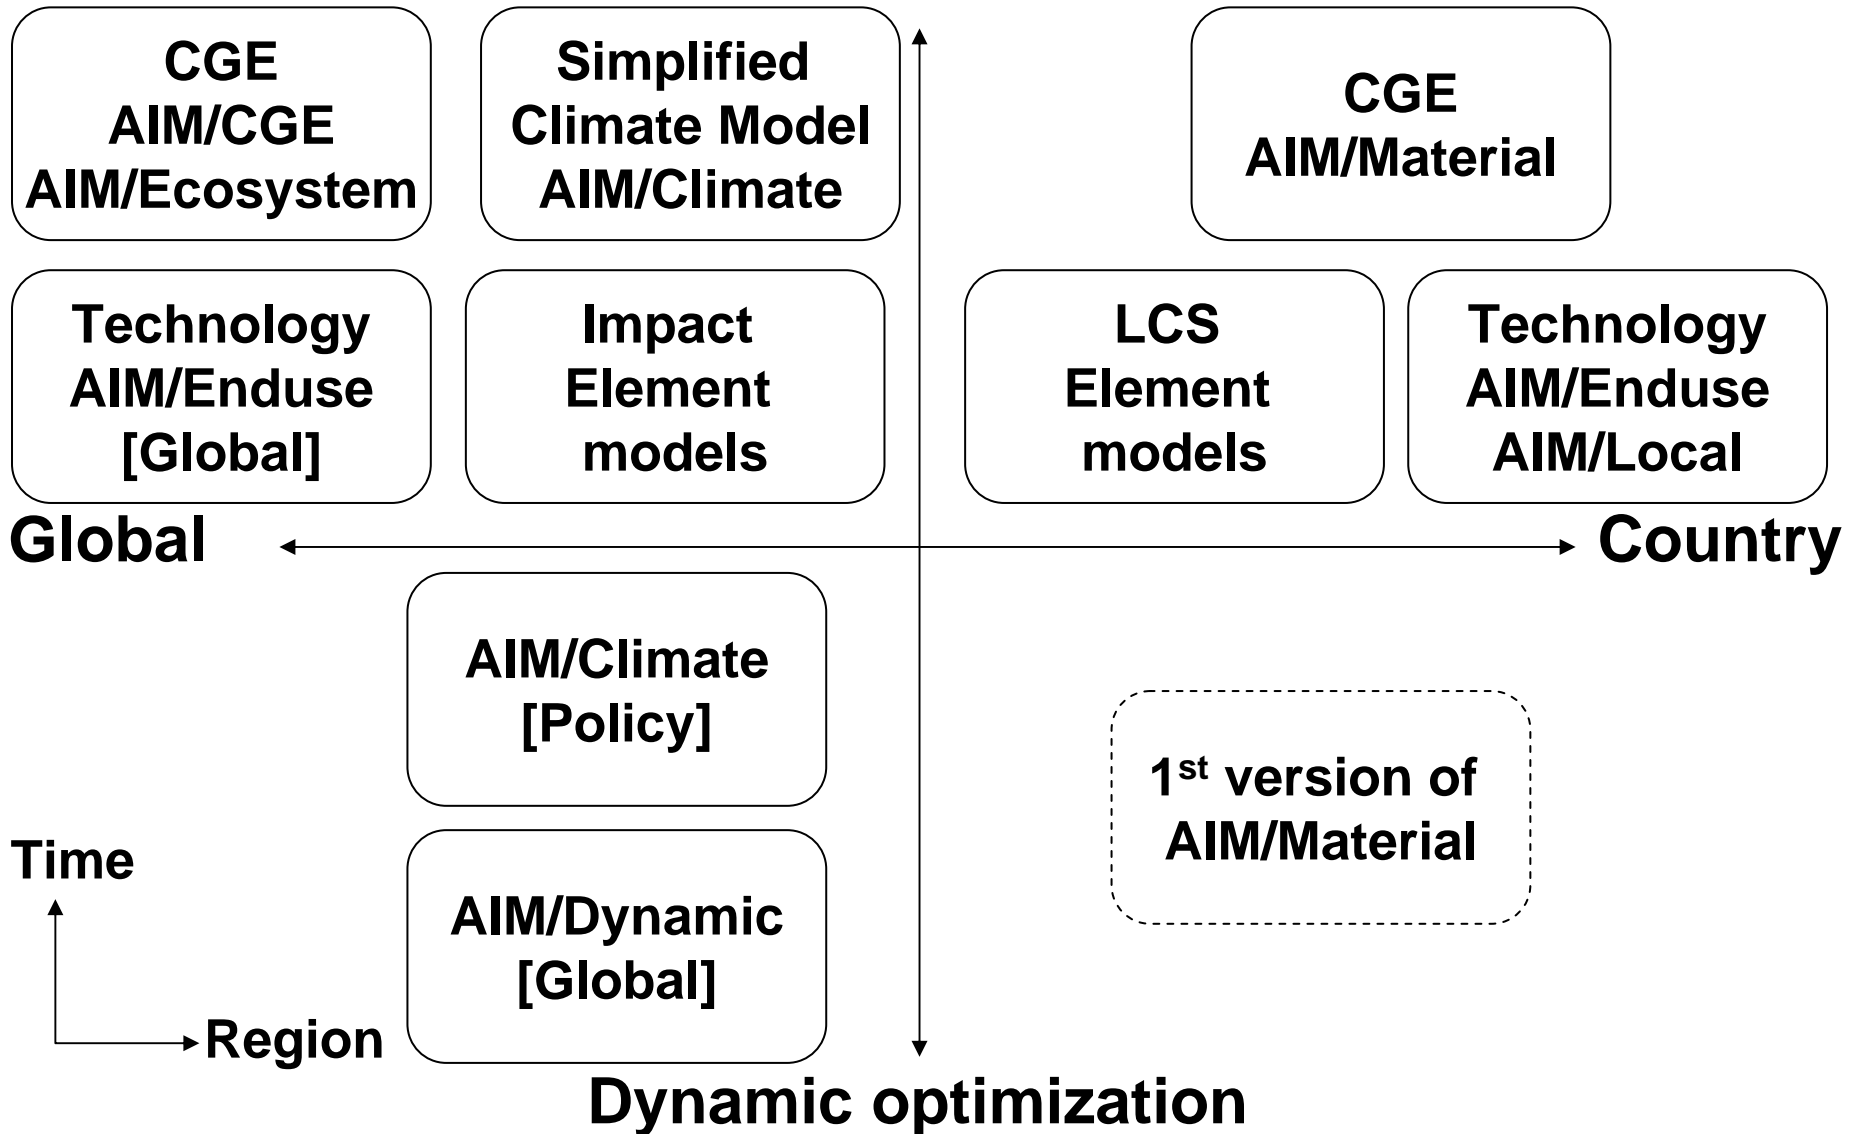 CGE
AIM/CGE
AIM/Ecosystem
Simplified
Climate Model
AIM/Climate
CGE
AIM/Material
Technology
AIM/Enduse
[Global]
Impact
Element
models
LCS
Element
models
Technology
AIM/Enduse
AIM/Local
Global
Country
AIM/Climate
[Policy]
1st version of
AIM/Material
Time
AIM/Dynamic
[Global]
Region
Dynamic optimization